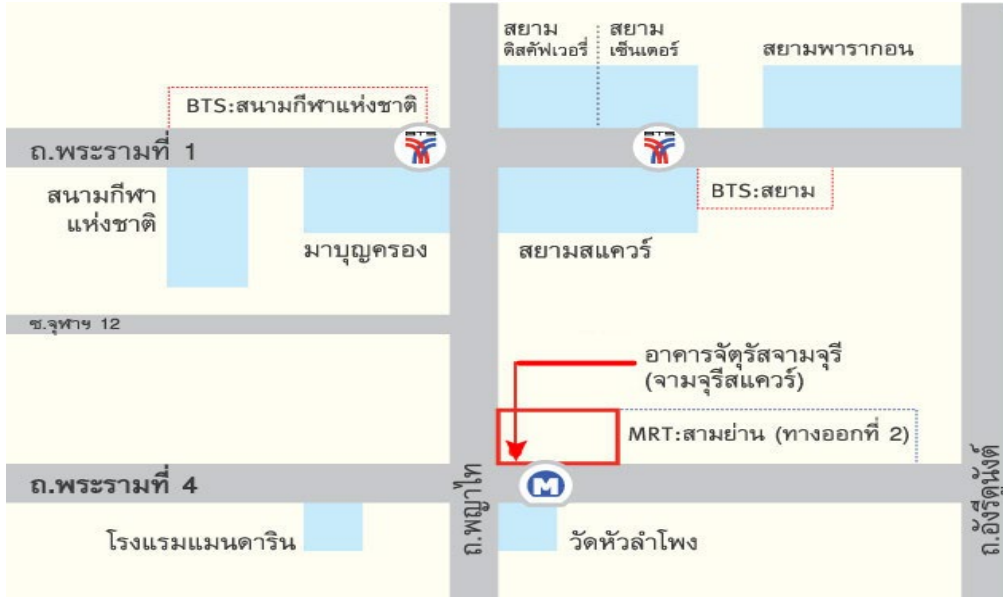 สยาม
ดิสคัฟเวอรี่
สยาม
เซ็นเตอร์
สยามพารากอน
BTS:สนามกีฬาแห่งชาติ
BTS
BTS
ถ.พระรามที่ 1
สนามกีฬา
แห่งชาติ
มาบุญครอง
สยามสแควร์
BTS:สยาม
ซ.จุฬาฯ 12
อาคารจัตุรัสจามจุรี
(จามจุรีสแควร์)
MRT:สามย่าน (ทางออกที่ 2)
ถ.พระรามที่ 4
M
ถ.พญาไท
ถ.อังรีดูนังต์
โรงแรมแมนดาริน
วัดหัวลำโพง